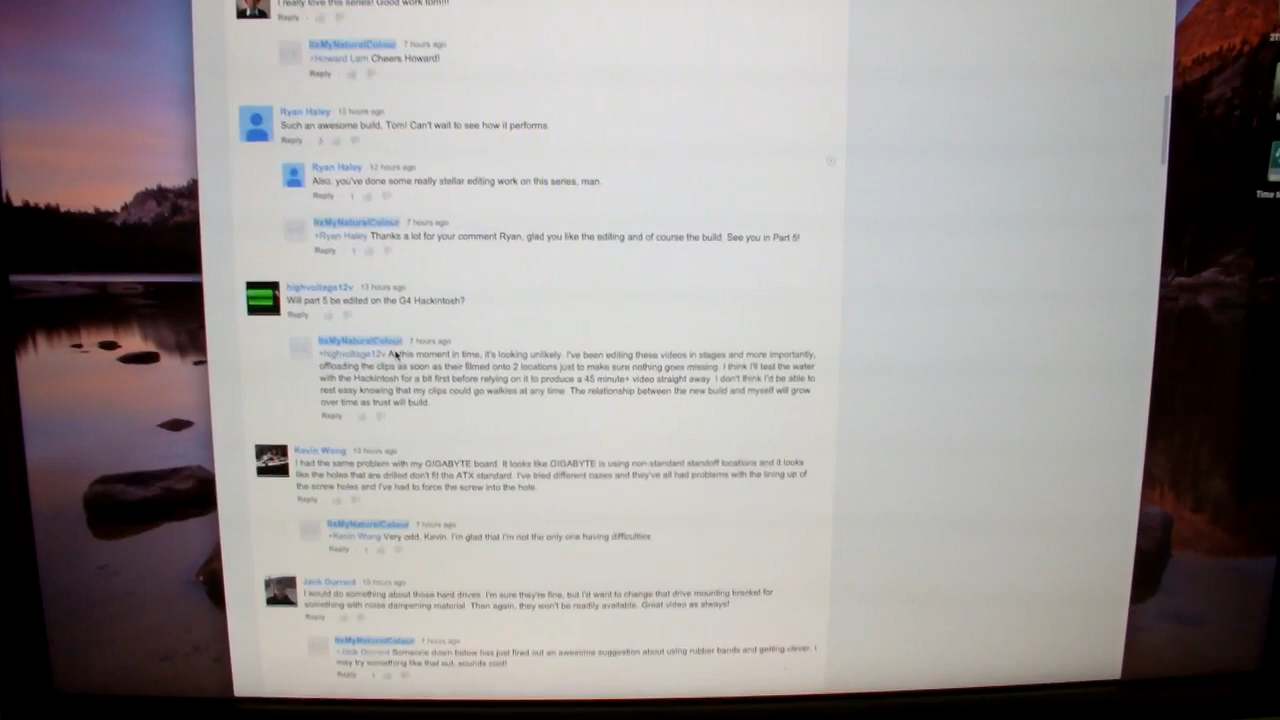 I really love this series! Good work tom!!!
Reply
ItsMyNaturalColour 7 hours ago
+Howard Lam Cheers Howard!
Reply
Ryan Haley 13 hours ago
Such an awesome build, Tom! Can't wait to see how it performs.
Reply 3
Ryan Haley 12 hours ago
Also, you've done some really stellar editing work on this series, man.
Reply 1
ItsMyNaturalColour 7 hours ago
+Ryan Haley Thanks a lot for your comment Ryan, glad you like the editing and of course the build. See you in Part 5!
Reply 1
highvoltage12v 13 hours ago
Will part 5 be edited on the G4 Hackintosh?
Reply
ItsMyNaturalColour 7 hours ago
+highvoltage12v At this moment in time, it's looking unlikely. I've been editing these videos in stages and more importantly,
offloading the clips as soon as their filmed onto 2 locations just to make sure nothing goes missing. I think I'll test the water
with the Hackintosh for a bit first before relying on it to produce a 45 minute+ video straight away. I don't think I'd be able to
rest easy knowing that my clips could go walkies at any time. The relationship between the new build and myself will grow
over time as trust will build.
Reply
Kevin Wong 13 hours ago
I had the same problem with my GIGABYTE board. It looks like GIGABYTE is using non-standard standoff locations and it looks
like the holes that are drilled don't fit the ATX standard. I've tried different cases and they've all had problems with the lining up of
the screw holes and I've had to force the screw into the hole.
Reply
ItsMyNaturalColour 7 hours ago
+Kevin Wong Very odd, Kevin. I'm glad that I'm not the only one having difficulties.
Reply 1
Jack Durrant 15 hours ago
I would do something about those hard drives. I'm sure they're fine, but I'd want to change that drive mounting bracket for
something with noise dampening material. Than again, they won't be readily available. Great video as always!
Reply
ItsMyNaturalColour 7 hours ago
+Jack Durrant Someone down below has just fired out an awesome suggestion about using rubber bands and getting clever. I
may try something like that out, sounds cool!
Reply 1
Time